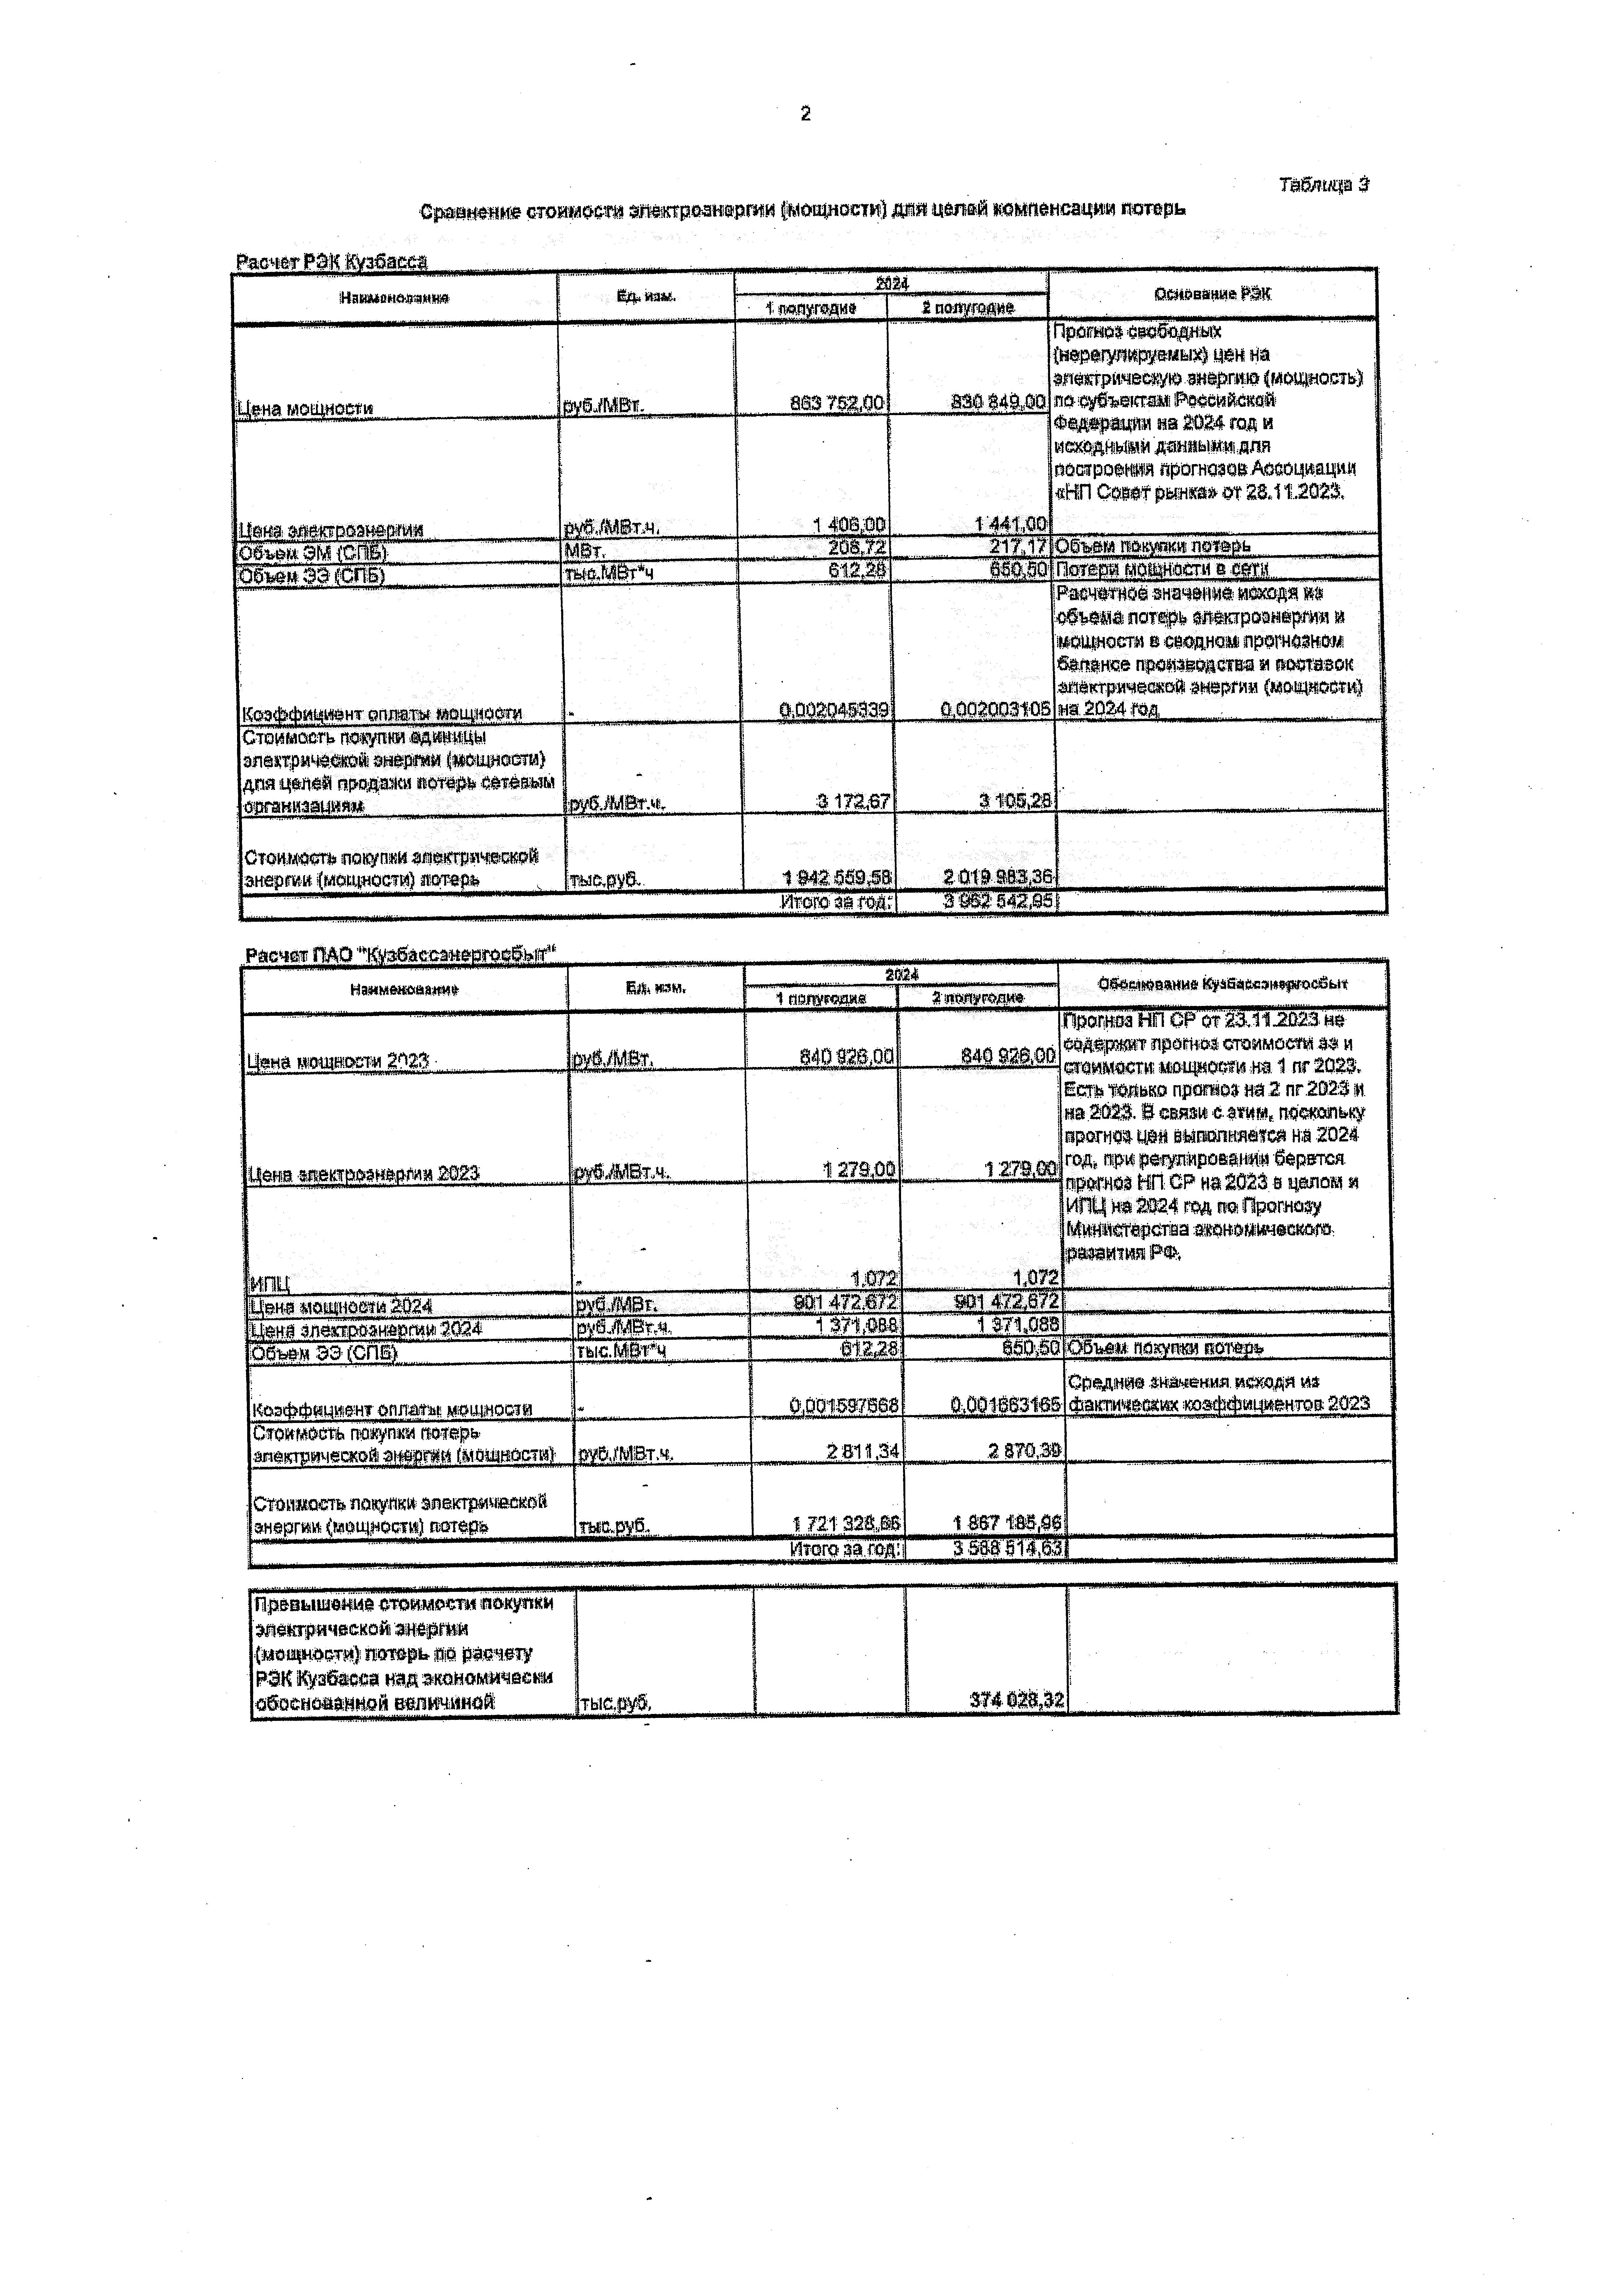 2
Таблица 3
Сравнение стоимости электроэнергии (мощности) для целей компенсации потерь
Расчет РЭК Кузбасса
Наименование Ед. изм. 2024 Основание РЭК
1 полугодие 2 полугодие
Прогноз свободных
(нерегулируемых) цен на
электрическую энергию (мощность)
Цена мощности руб./МВт. 863 752,00 830 849,00 по субъектам Российской
Федерации на 2024 год и
исходными данными для
построения прогнозов Ассоциации
«НП Совет рынка» от 28.11.2023.
Цена электроэнергии руб./МВт.ч. 1 406,00 1 441,00
Объем ЭМ (СПБ) МВт. 208,72 217,17 Объем покупки потерь
Объем ЭЭ (СПБ) тыс.МВт*ч 612,28 650,50 Потери мощности в сети
Расчетное значение исходя из
объема потерь электроэнергии и
мощности в сводном прогнозном
балансе производства и поставок
электрической энергии (мощности)
Коэффициент оплаты мощности - 0,002045339 0,002003105 на 2024 год
Стоимость покупки единицы
электрической энергии (мощности)
для целей продажи потерь сетевым
организациям руб./МВт.ч. 3 172,67 3 105,28
Стоимость покупки электрической
энергии (мощности) потерь тыс.руб. 1 942 559,58 2 019 983,36
Итого за год: 3 962 542,95
Расчет ПАО "Кузбассэнергосбыт"
Наименование Ед. изм. 2024 Обоснование Кузбассэнергосбыт
1 полугодие 2 полугодие
Прогноз НП СР от 23.11.2023 не
Цена мощности 2023 руб./МВт. 840 926,00 840 926,00 содержит прогноз стоимости ээ и
стоимости мощности на 1 пг 2023.
Есть только прогноз на 2 пг 2023 и
на 2023. В связи с этим, поскольку
прогноз цен выполняется на 2024
Цена электроэнергии 2023 руб./МВт.ч. 1 279,00 1 279,00 год, при регулировании берется
прогноз НП СР на 2023 в целом и
ИПЦ на 2024 год по Прогнозу
Министерства экономического
развития РФ.
ИПЦ - 1,072 1,072
Цена мощности 2024 руб./МВт. 901 472,672 901 472,672
Цена электроэнергии 2024 руб./МВт.ч. 1 371,088 1 371,088
Объем ЭЭ (СПБ) тыс.МВт*ч 612,28 650,50 Объем покупки потерь
Средние значения исходя из
Коэффициент оплаты мощности - 0,001597668 0,001663165 фактических коэффициентов 2023
Стоимость покупки потерь
электрической энергии (мощности) руб./МВт.ч. 2 811,34 2 870,39
Стоимость покупки электрической
энергии (мощности) потерь тыс.руб. 1 721 328,66 1 867 185,96
Итого за год: 3 588 514,63
Превышение стоимости покупки
электрической энергии
(мощности) потерь по расчету
РЭК Кузбасса над экономически
обоснованной величиной тыс.руб. 374 028,32